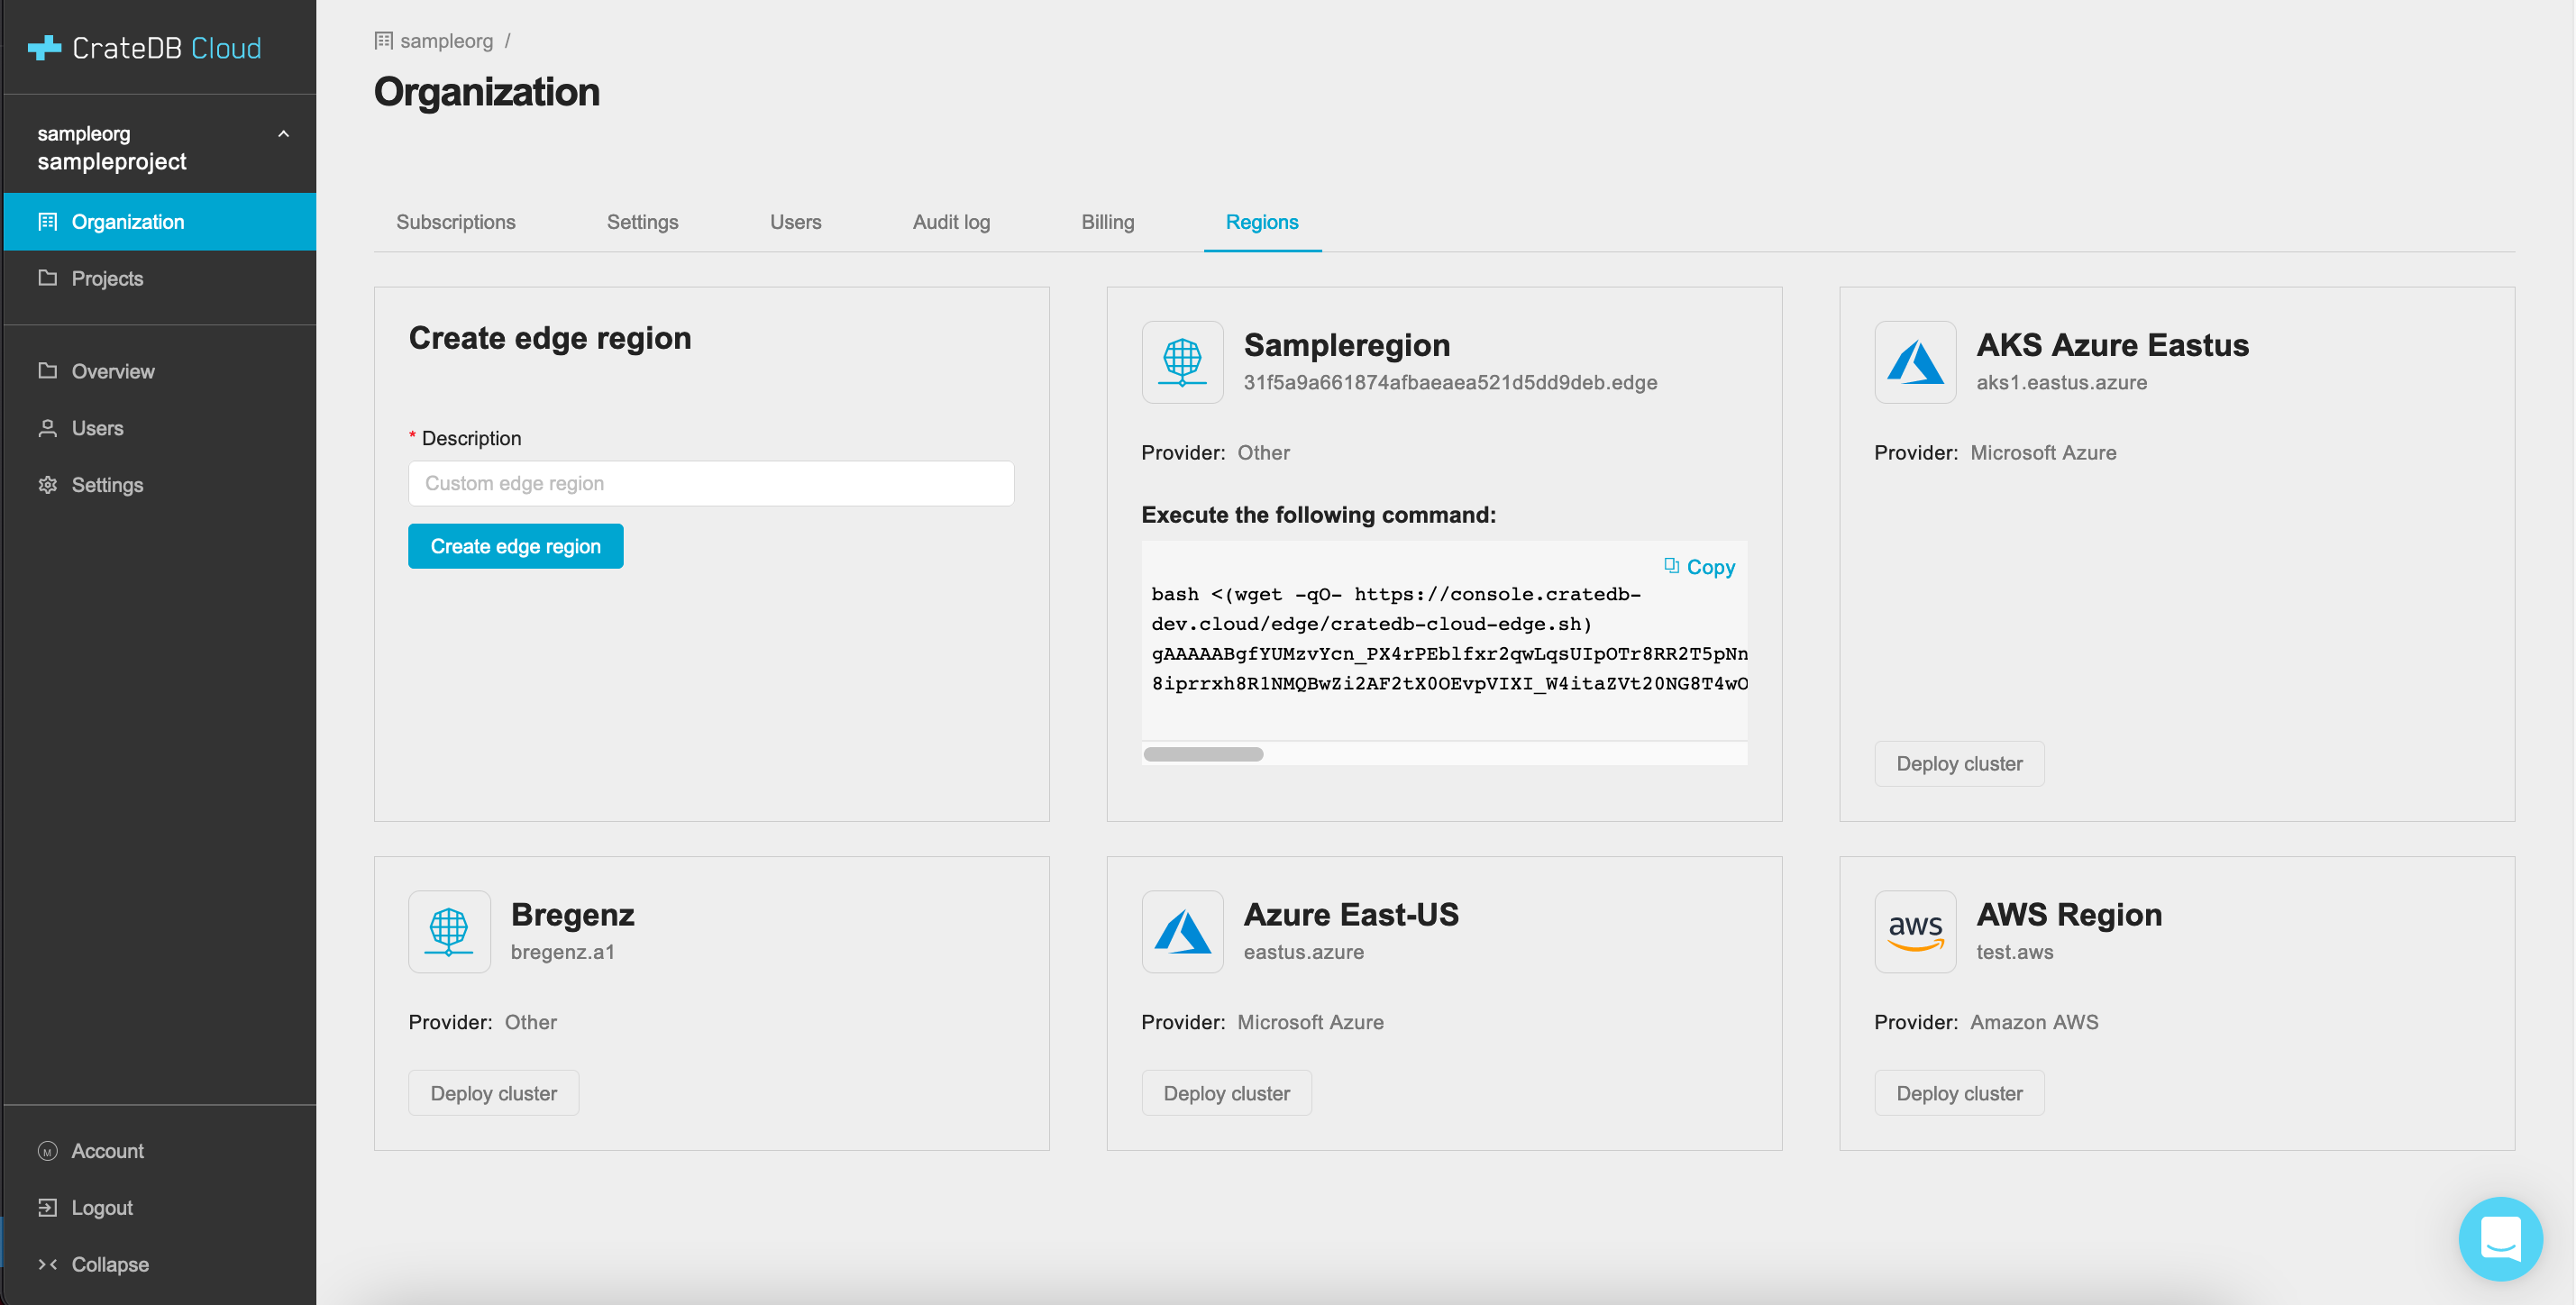 CrateDB Cloud
sampleorg
sampleproject
Organization
Projects
Overview
Users
Settings
Account
Logout
Collapse
sampleorg /
Organization
Subscriptions Settings Users Audit log Billing Regions
Create edge region
* Description
Custom edge region
Create edge region
Sampleregion
31f5a9a661874afbaeaea521d5dd9deb.edge
Provider: Other
Execute the following command:
Copy
bash <(wget -qO- https://console.cratedb-
dev.cloud/edge/cratedb-cloud-edge.sh)
gAAAAABgfYUMzvYcn_PX4rPEblfxr2qwLqsUIpOTr8RR2T5pNn
8iprrxh8R1NMQBwZi2AF2tX0OEvpVIXI_W4itaZVt20NG8T4wO
AKS Azure Eastus
aks1.eastus.azure
Provider: Microsoft Azure
Deploy cluster
Bregenz
bregenz.a1
Provider: Other
Deploy cluster
Azure East-US
eastus.azure
Provider: Microsoft Azure
Deploy cluster
aws
AWS Region
test.aws
Provider: Amazon AWS
Deploy cluster